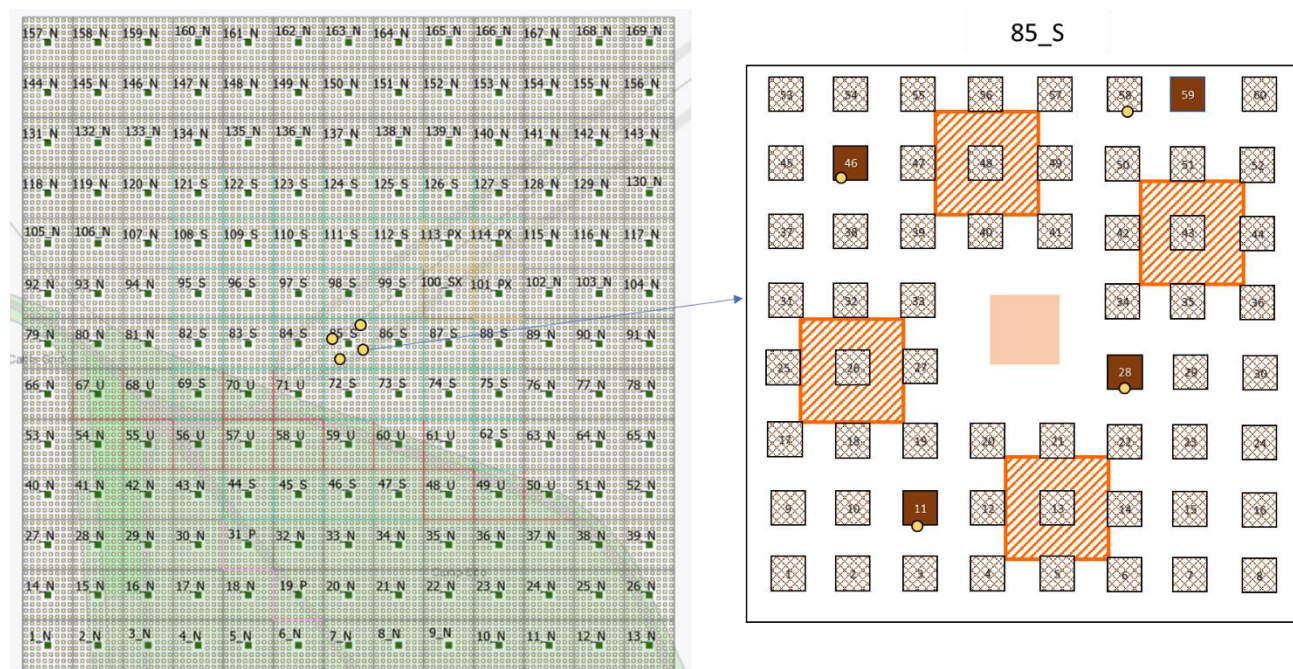 157_N 158_N 159_N 160_N 161_N 162_N 163_N 164_N 165_N 166_N 167_N 168_N 169_N
144_N 145_N 146_N 147_N 148_N 149_N 150_N 151_N 152_N 153_N 154_N 155_N 156_N
131_N 132_N 133_N 134_N 135_N 136_N 137_N 138_N 139_N 140_N 141_N 142_N 143_N
118_N 119_N 120_N 121_S 122_S 123_S 124_S 125_S 126_S 127_S 128_N 129_N 130_N
105_N 106_N 107_N 108_S 109_S 110_S 111_S 112_S 113_PX 114_PX 115_N 116_N 117_N
92_N 93_N 94_N 95_S 96_S 97_S 98_S 99_S 100_SX 101_PX 102_N 103_N 104_N
79_N 80_N 81_N 82_S 83_S 84_S 85_S 86_S 87_S 88_S 89_N 90_N 91_N
66_N 67_U 68_U 69_S 70_U 71_U 72_S 73_S 74_S 75_S 76_N 77_N 78_N
53_N 54_N 55_U 56_U 57_U 58_U 59_U 60_U 61_U 62_S 63_N 64_N 65_N
40_N 41_N 42_N 43_N 44_S 45_S 46_S 47_S 48_U 49_U 50_U 51_N 52_N
27_N 28_N 29_N 30_N 31_P 32_N 33_N 34_N 35_N 36_N 37_N 38_N 39_N
14_N 15_N 16_N 17_N 18_N 19_P 20_N 21_N 22_N 23_N 24_N 25_N 26_N
1_N 2_N 3_N 4_N 5_N 6_N 7_N 8_N 9_N 10_N 11_N 12_N 13_N
85_S
53 54 55 56 57 58 59 60
45 46 47 48 49 50 51 52
37 38 39 40 41 42 43 44
31 32 33 34 35 36
25 26 27 28 29 30
17 18 19 20 21 22 23 24
9 10 11 12 13 14 15 16
1 2 3 4 5 6 7 8